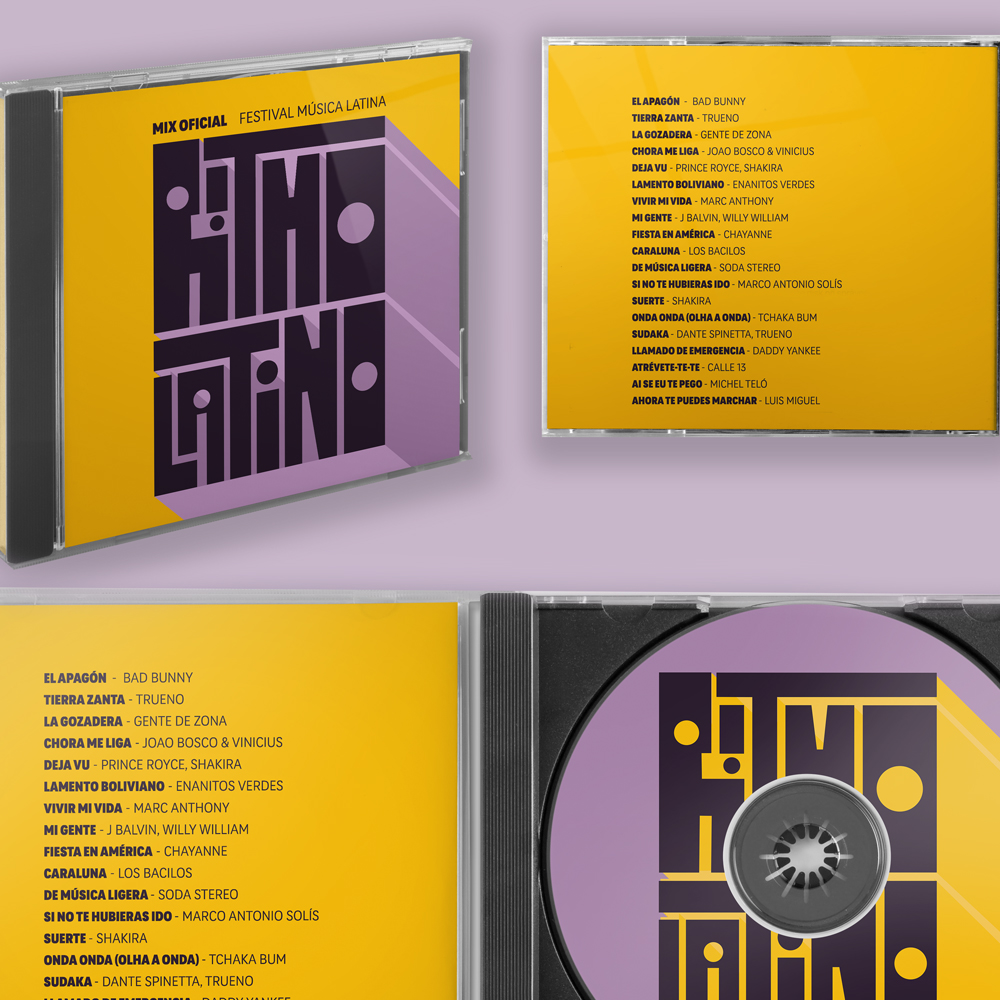 MIX OFICIAL FESTIVAL MÚSICA LATINA
RITMO
LATINO
EL APAGÓN - BAD BUNNY
TIERRA ZANTA - TRUENO
LA GOZADERA - GENTE DE ZONA
CHORA ME LIGA - JOAO BOSCO & VINICIUS
DEJA VU - PRINCE ROYCE, SHAKIRA
LAMENTO BOLIVIANO - ENANITOS VERDES
VIVIR MI VIDA - MARC ANTHONY
MI GENTE - J BALVIN, WILLY WILLIAM
FIESTA EN AMÉRICA - CHAYANNE
CARALUNA - LOS BACILOS
DE MÚSICA LIGERA - SODA STEREO
SI NO TE HUBIERAS IDO - MARCO ANTONIO SOLÍS
SUERTE - SHAKIRA
ONDA ONDA (OLHA A ONDA) - TCHAKA BUM
SUDAKA - DANTE SPINETTA, TRUENO
LLAMADO DE EMERGENCIA - DADDY YANKEE
ATRÉVETE-TE-TE - CALLE 13
AI SE EU TE PEGO - MICHEL TELÓ
AHORA TE PUEDES MARCHAR - LUIS MIGUEL
EL APAGÓN - BAD BUNNY
TIERRA ZANTA - TRUENO
LA GOZADERA - GENTE DE ZONA
CHORA ME LIGA - JOAO BOSCO & VINICIUS
DEJA VU - PRINCE ROYCE, SHAKIRA
LAMENTO BOLIVIANO - ENANITOS VERDES
VIVIR MI VIDA - MARC ANTHONY
MI GENTE - J BALVIN, WILLY WILLIAM
FIESTA EN AMÉRICA - CHAYANNE
CARALUNA - LOS BACILOS
DE MÚSICA LIGERA - SODA STEREO
SI NO TE HUBIERAS IDO - MARCO ANTONIO SOLÍS
SUERTE - SHAKIRA
ONDA ONDA (OLHA A ONDA) - TCHAKA BUM
SUDAKA - DANTE SPINETTA, TRUENO
LLAMADO DE EMERGENCIA - DADDY YANKEE
RITMO
LATINO